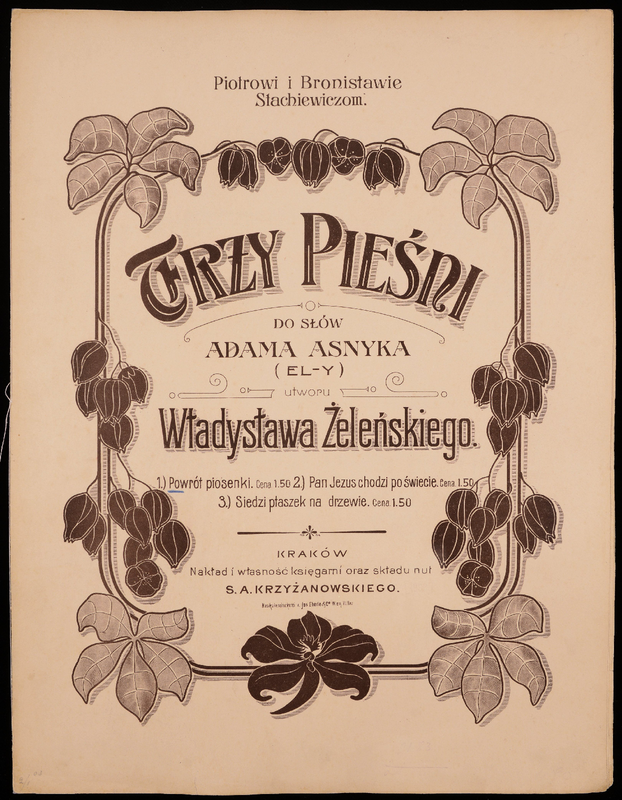 Piotrowi i Bronisławie
Stachiewiczom.
TRZY PIEŚNI
DO SŁÓW
ADAMA ASNYKA
(EL-Y)
utworu
Władysława Żeleńskiego.
1.) Powrót piosenki. Cena 1.50 2.) Pan Jezus chodzi po świecie. Cena 1.50
3.) Siedzi ptaszek na drzewie. Cena 1.50
KRAKÓW
Nakład i własność księgarni oraz składu nut
S. A. KRZYŻANOWSKIEGO.